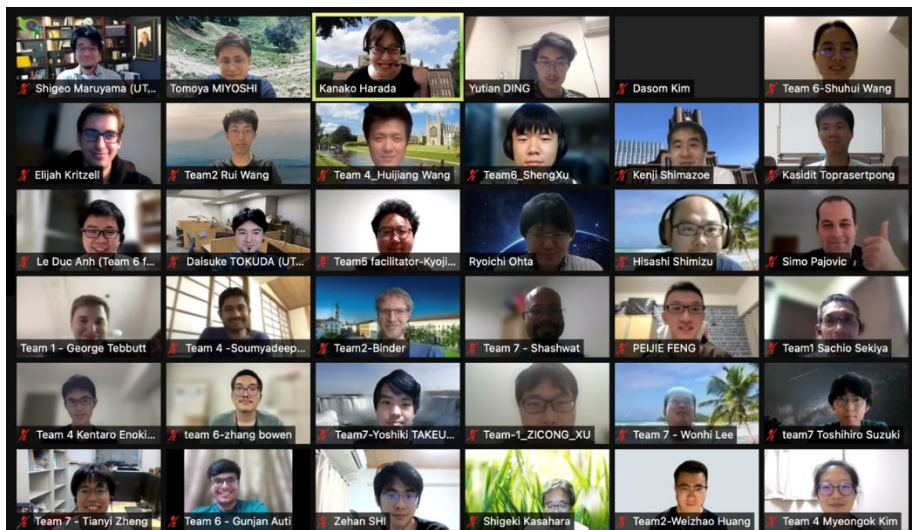 Shigeo Maruyama (UT,...
Tomoya MIYOSHI
Kanako Harada
Yutian DING
Dasom Kim
Team 6-Shuhui Wang
Elijah Kritzell
Team2 Rui Wang
Team 4_Huijiang Wang
Team6_ShengXu
Kenji Shimazoe
Kasidit Toprasertpong
Le Duc Anh (Team 6 f...
Daisuke TOKUDA (UT...
Team5 facilitator-Kyoji...
Ryoichi Ohta
Hisashi Shimizu
Simo Pajovic
Team 1 - George Tebbutt
Team 4 -Soumyadeep...
Team2-Binder
Team 7 - Shashwat
PEIJIE FENG
Team1 Sachio Sekiya
Team 4 Kentaro Enoki...
team 6-zhang bowen
Team7-Yoshiki TAKEU...
Team-1_ZICONG_XU
Team 7 - Wonhi Lee
team7 Toshihiro Suzuki
Team 7 - Tianyi Zheng
Team 6 - Gunjan Auti
Zehan SHI
Shigeki Kasahara
Team2-Weizhao Huang
Team 4 Myeongok Kim